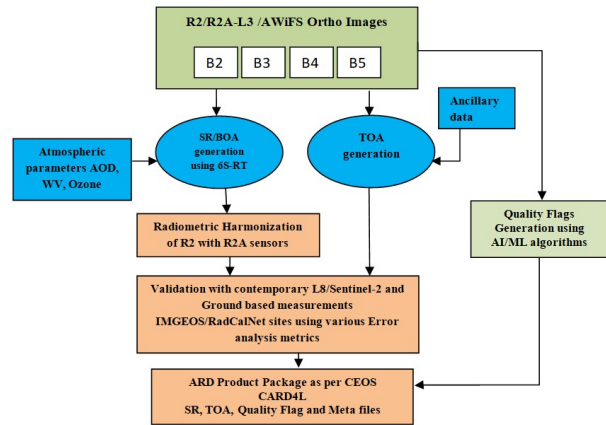 R2/R2A-L3 /AWiFS Ortho Images
B2 B3 B4 B5
Ancillary
data
SR/BOA
generation
using 6S-RT
TOA
generation
Atmospheric
parameters AOD,
WV, Ozone
Quality Flags
Generation using
AI/ML algorithms
Radiometric Harmonization
of R2 with R2A sensors
Validation with contemporary L8/Sentinel-2 and
Ground based measurements
IMGEOS/RadCalNet sites using various Error
analysis metrics
ARD Product Package as per CEOS
CARD4L
SR, TOA, Quality Flag and Meta files